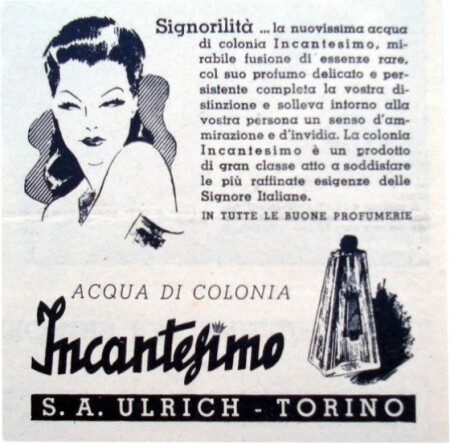 Signorilità ...la nuovissima acqua
di colonia Incantesimo, mi-
rabile fusione di essenze rare,
col suo profumo delicato e per-
sistente completa la vostra di-
stinzione e solleva intorno alla
vostra persona un senso d'am-
mirazione e d'invidia. La colonia
Incantesimo è un prodotto
di gran classe atto a soddisfare
le più raffinate esigenze delle
Signore Italiane.
IN TUTTE LE BUONE PROFUMERIE
ACQUA DI COLONIA
Incantesimo
S. A. ULRICH - TORINO